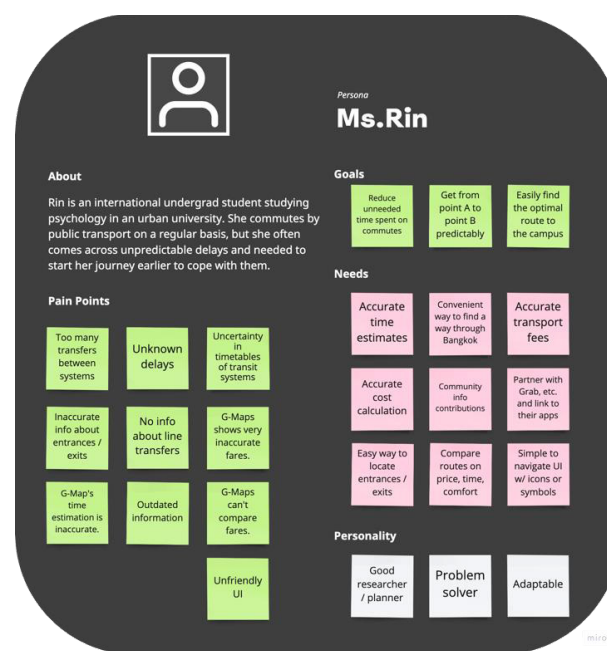 Persona
Ms.Rin
About
Rin is an international undergrad student studying
psychology in an urban university. She commutes by
public transport on a regular basis, but she often
comes across unpredictable delays and needed to
start her journey earlier to cope with them.
Pain Points
Too many
transfers
between
systems
Unknown
delays
Uncertainty
in
timetables
of transit
systems
Inaccurate
info about
entrances /
exits
No info
about line
transfers
G-Maps
shows very
inaccurate
fares.
G-Map's
time
estimation is
inaccurate.
Outdated
information
G-Maps
can't
compare
fares.
Unfriendly
UI
Goals
Reduce
unneeded
time spent on
commutes
Get from
point A to
point B
predictably
Easily find
the optimal
route to
the campus
Needs
Accurate
time
estimates
Convenient
way to find a
way through
Bangkok
Accurate
transport
fees
Accurate
cost
calculation
Community
info
contributions
Partner with
Grab, etc.
and link to
their apps
Easy way to
locate
entrances /
exits
Compare
routes on
price, time,
comfort
Simple to
navigate UI
w/ icons or
symbols
Personality
Good
researcher
/ planner
Problem
solver
Adaptable
miro